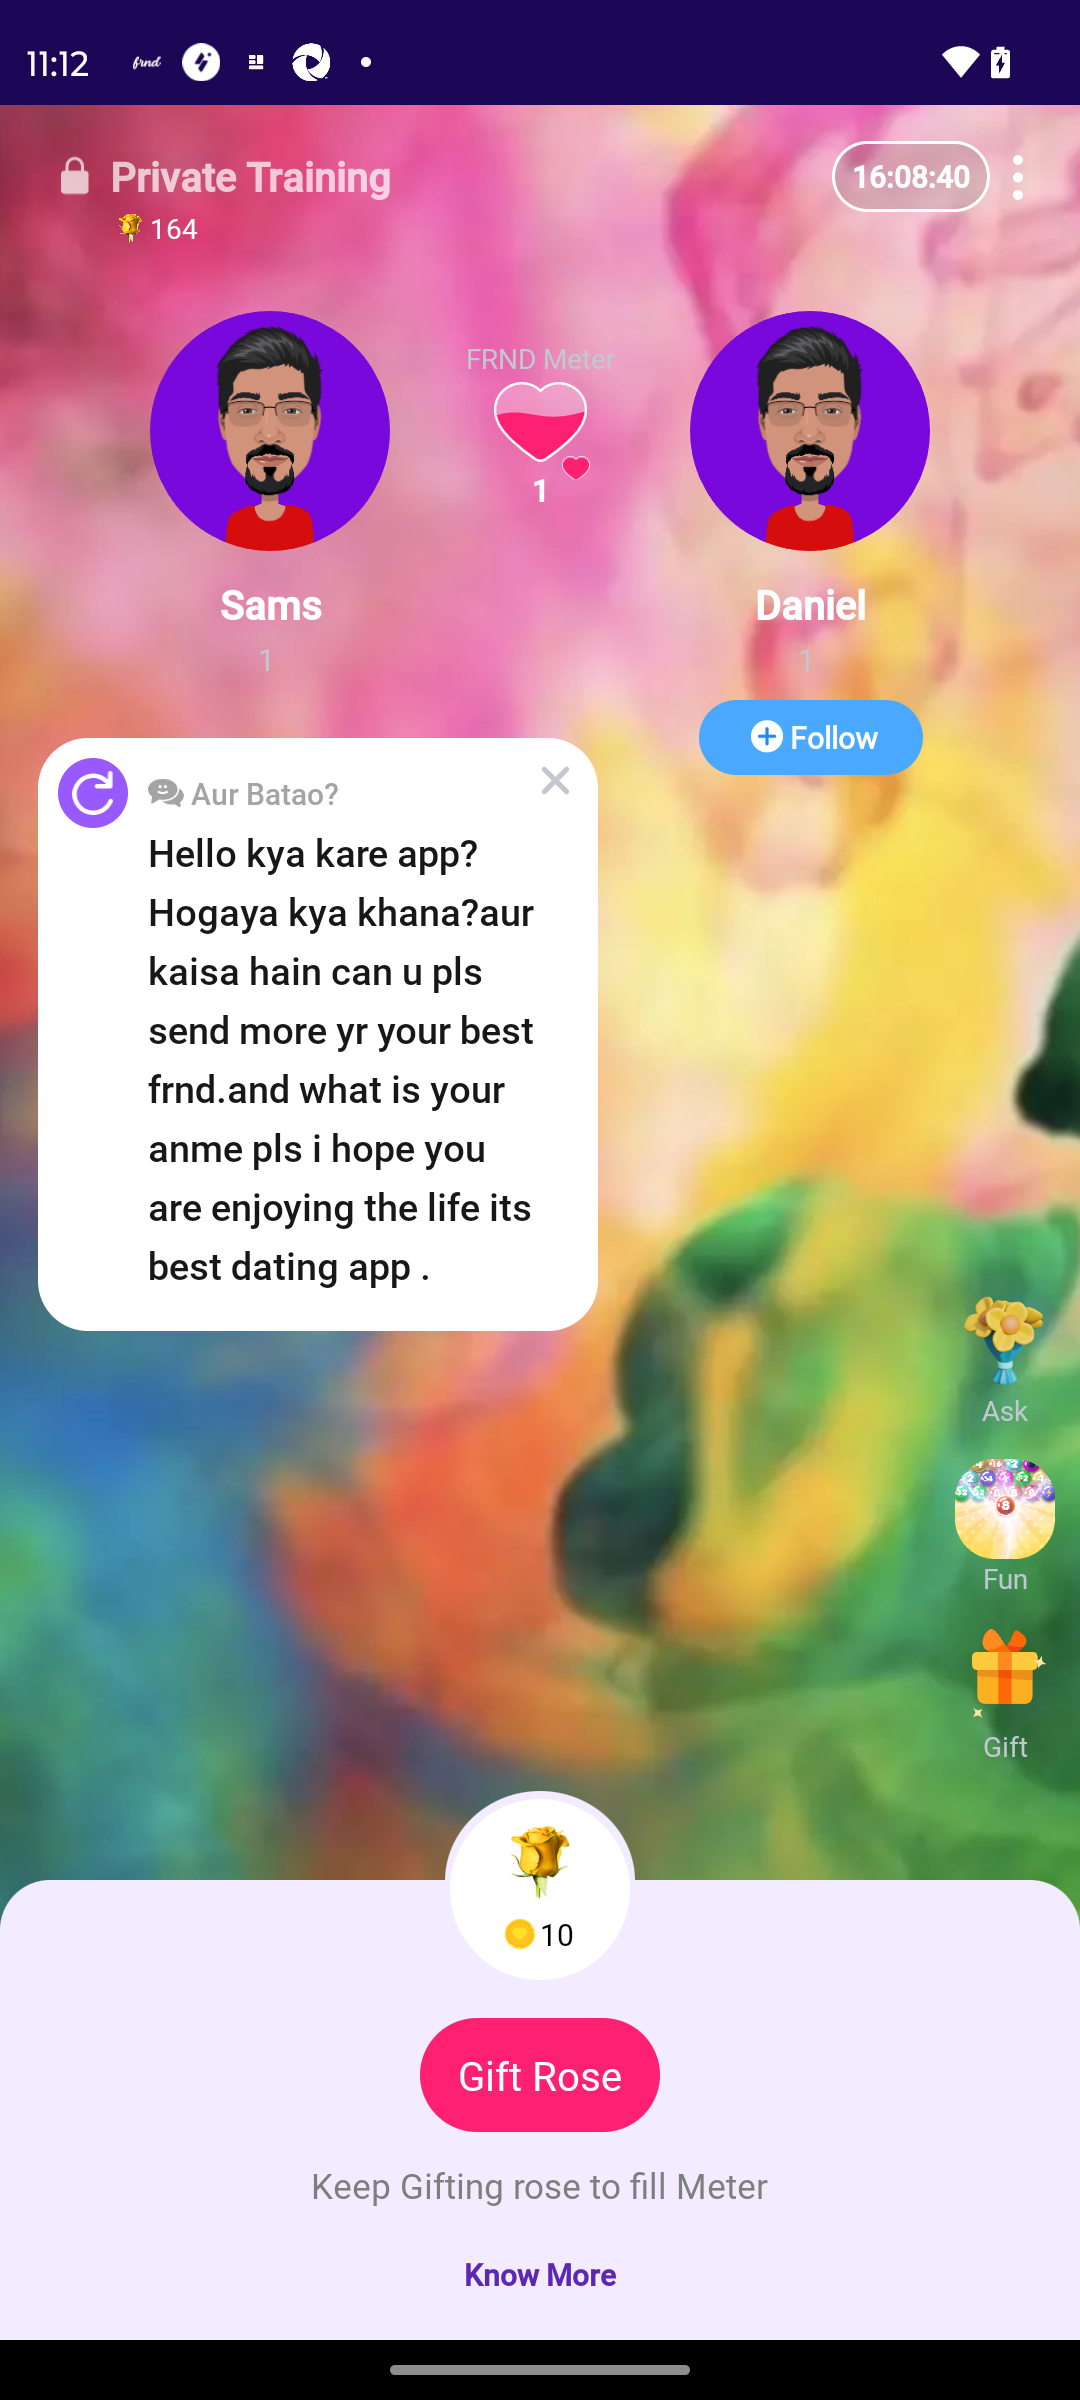 11:12
frnd
Private Training
16:08:40
164
FRND Meter
1
Sams
Daniel
1
1
Follow
Aur Batao?
Hello kya kare app?
Hogaya kya khana?aur
kaisa hain can u pls
send more yr your best
frnd.and what is your
anme pls i hope you
are enjoying the life its
best dating app .
Ask
8
Fun
Gift
10
Gift Rose
Keep Gifting rose to fill Meter
Know More